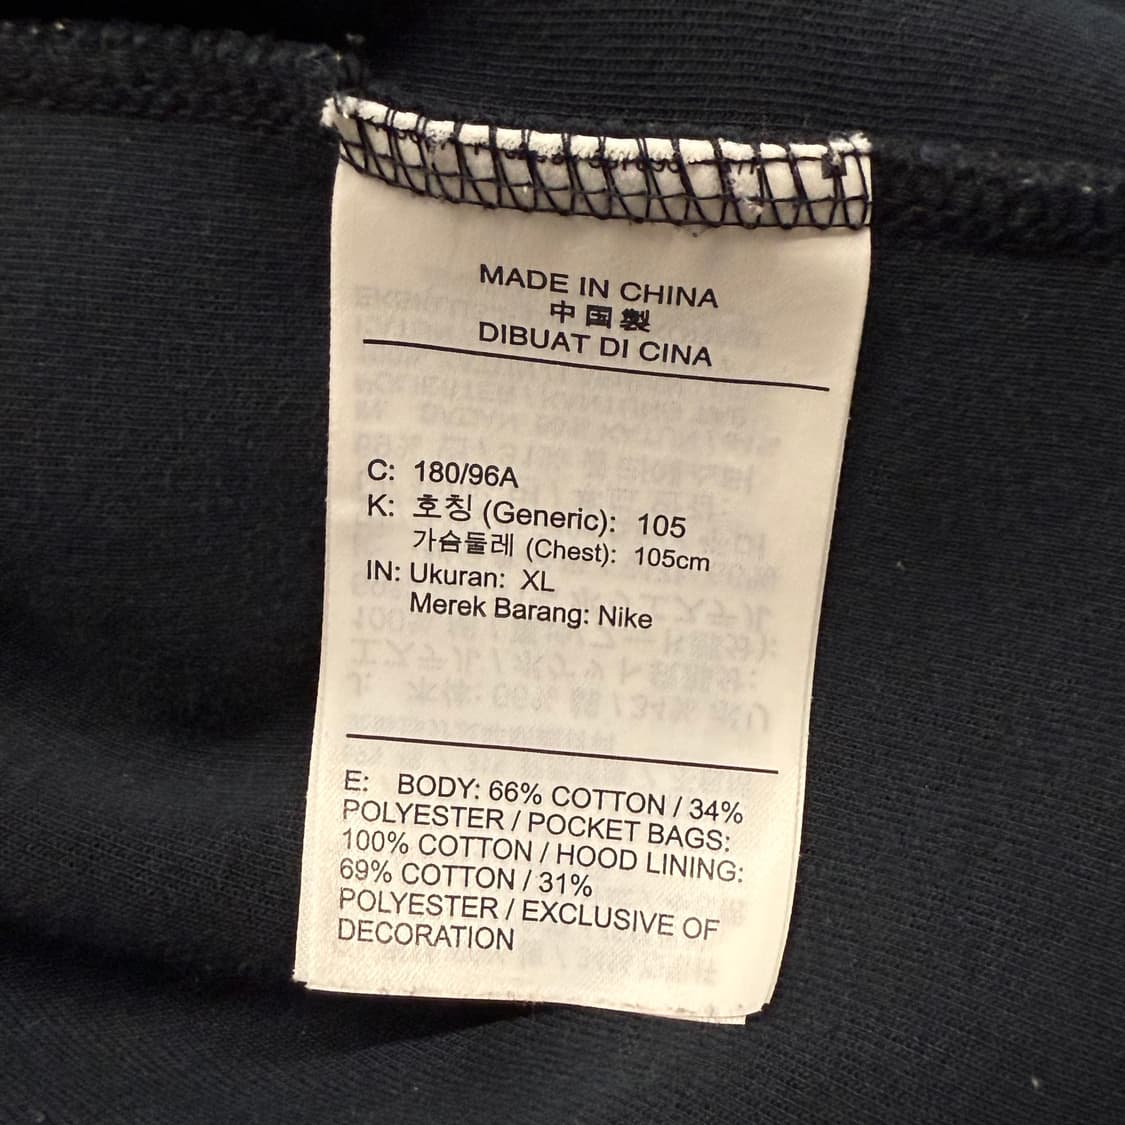 MADE IN CHINA
中国製
DIBUAT DI CINA
C: 180/96A
K: 호칭 (Generic): 105
가슴둘레 (Chest): 105cm
IN: Ukuran: XL
Merek Barang: Nike
E: BODY: 66% COTTON / 34%
POLYESTER / POCKET BAGS:
100% COTTON / HOOD LINING:
69% COTTON / 31%
POLYESTER / EXCLUSIVE OF
DECORATION